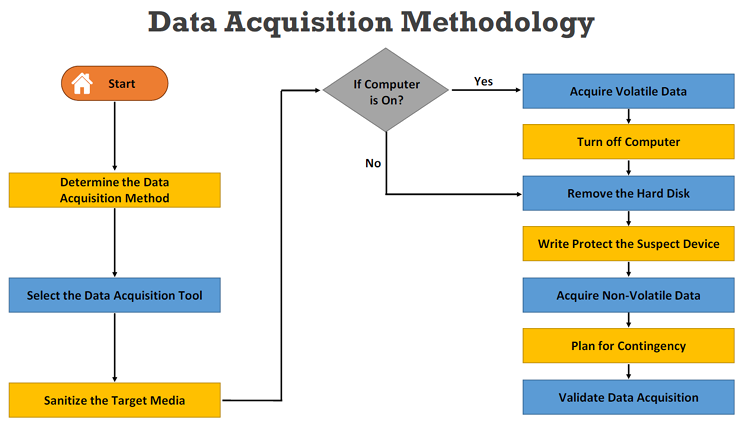 Data Acquisition Methodology
Start
Determine the Data
Acquisition Method
Select the Data Acquisition Tool
Sanitize the Target Media
If Computer
is On?
Yes
No
Acquire Volatile Data
Turn off Computer
Remove the Hard Disk
Write Protect the Suspect Device
Acquire Non-Volatile Data
Plan for Contingency
Validate Data Acquisition